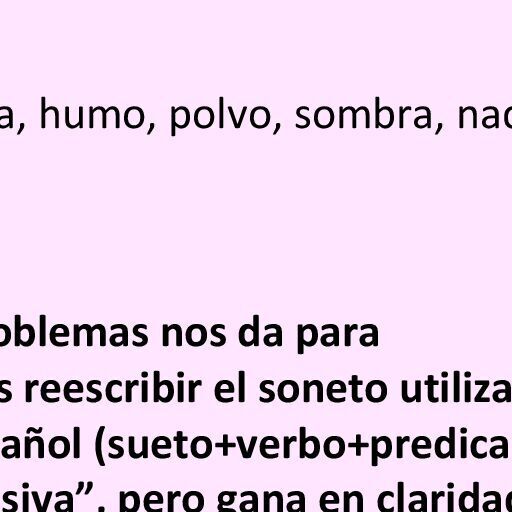 a, humo, polvo, sombra, nad
oblemas nos da para
s reescribir el soneto utiliza
añol (sueto+verbo+predica
siva”, pero gana en claridad